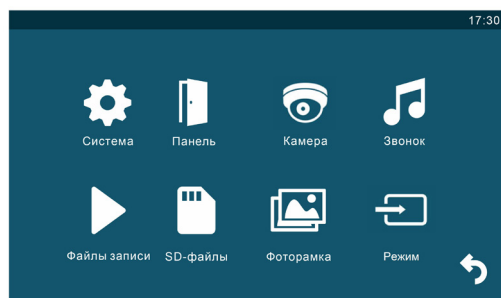 17:30
Система
Панель
Камера
Звонок
Файлы записи
SD-файлы
Фоторамка
Режим